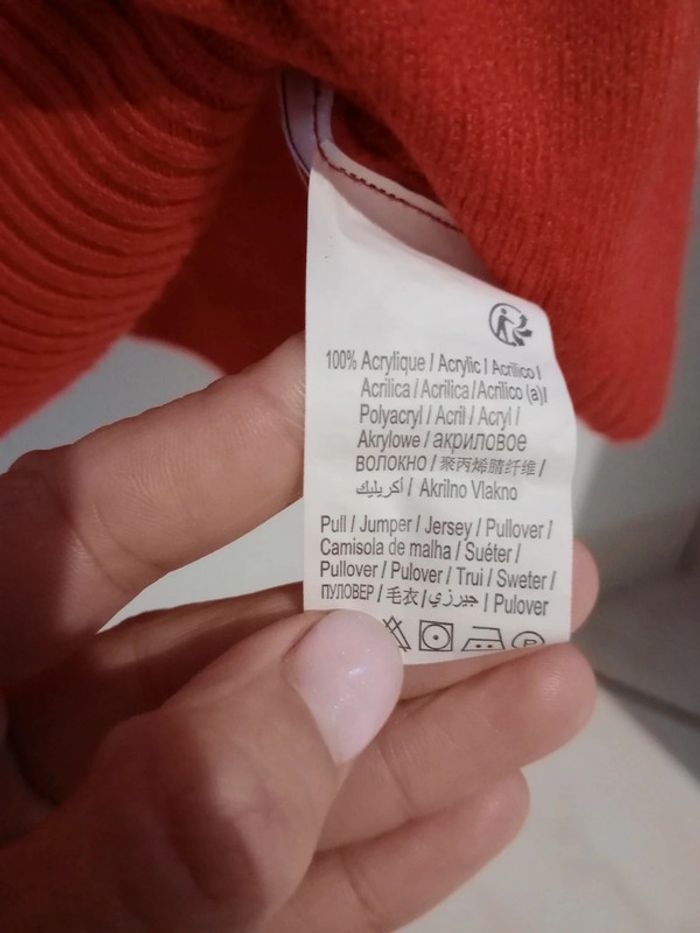 100% Acrylique / Acrylic / Acrilico /
Acrilica / Acrilica / Acrílico (a) /
Polyacryl / Acril / Acryl /
Akrylowe / акриловое
волокно / 聚丙烯腈纤维 /
أكريليك / Akrilno Vlakno
Pull / Jumper / Jersey / Pullover /
Camisola de malha / Suéter /
Pullover / Pulover / Trui / Sweter /
пуловер / 毛衣 / جيرزي / Pulover
P